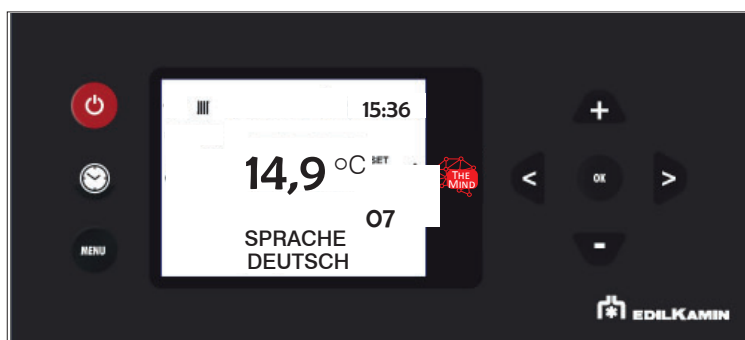 15:36
14,9 °C
SET
THE MIND
07
SPRACHE
DEUTSCH
MENU
OK
+
<
>
-
EDILKAMIN